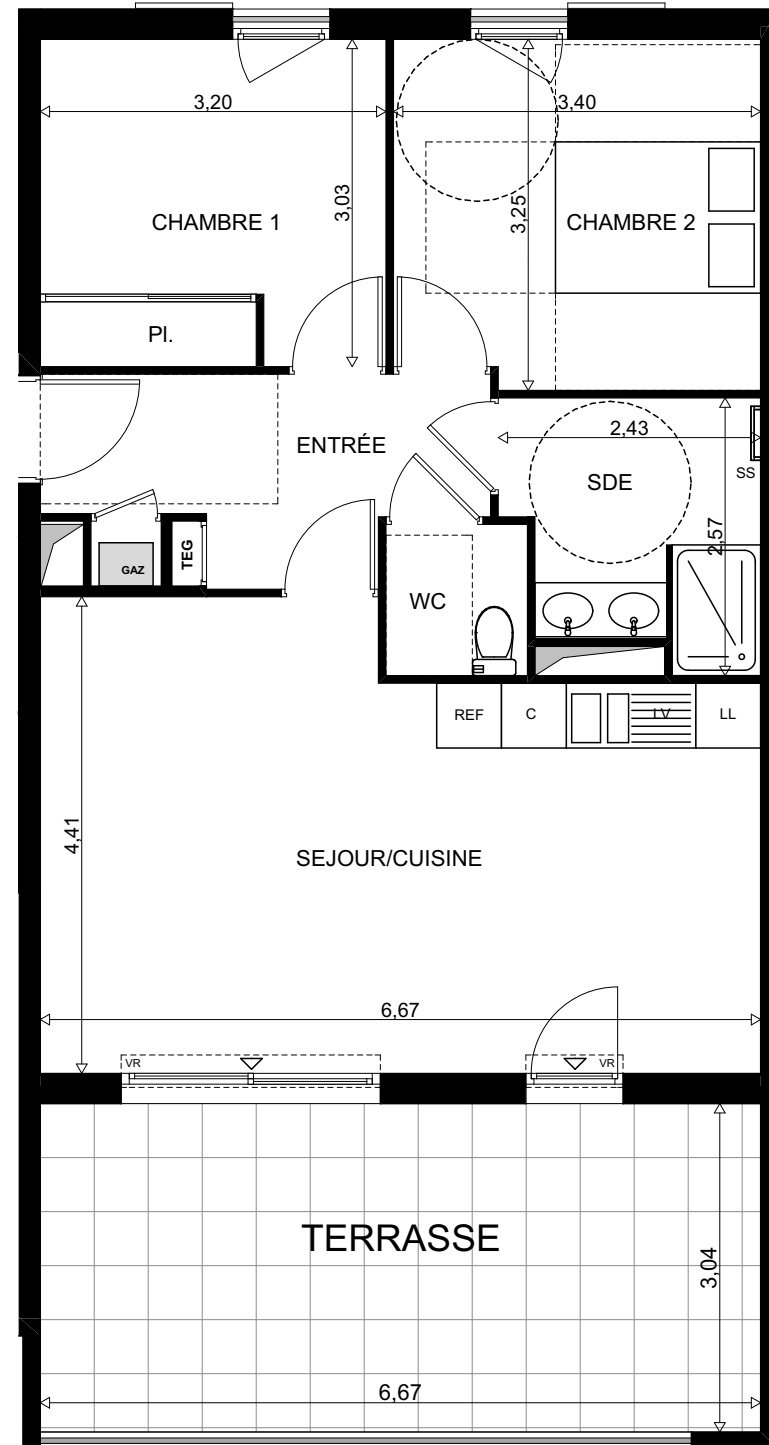 3,20
3,40
3,03
3,25
CHAMBRE 1
CHAMBRE 2
Pl.
ENTRÉE
2,43
SDE
SS
2,57
GAZ
TEG
WC
REF
C
LV
LL
4,41
SEJOUR/CUISINE
6,67
VR
VR
TERRASSE
3,04
6,67